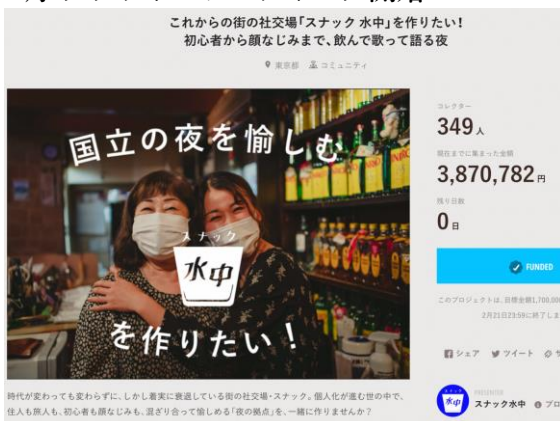 これからの街の社交場「スナック 水中」を作りたい！
初心者から顔なじみまで、飲んで歌って語る夜
東京都 コミュニティ
国立の夜を愉しむ
スナック
水中
を作りたい！
コレクター
349人
現在までに集まった金額
3,870,782円
残り日数
0日
FUNDED
このプロジェクトは、目標金額1,700,00
2月21日23:59に終了しま
シェア ツイート
時代が変わっても変わらずに、しかし着実に衰退している街の社交場・スナック。個人化が進む世の中で、
住人も旅人も、初心者も顔なじみも、混ざり合って愉しめる「夜の拠点」を、一緒に作りませんか？
PRESENTER
スナック水中 プロ